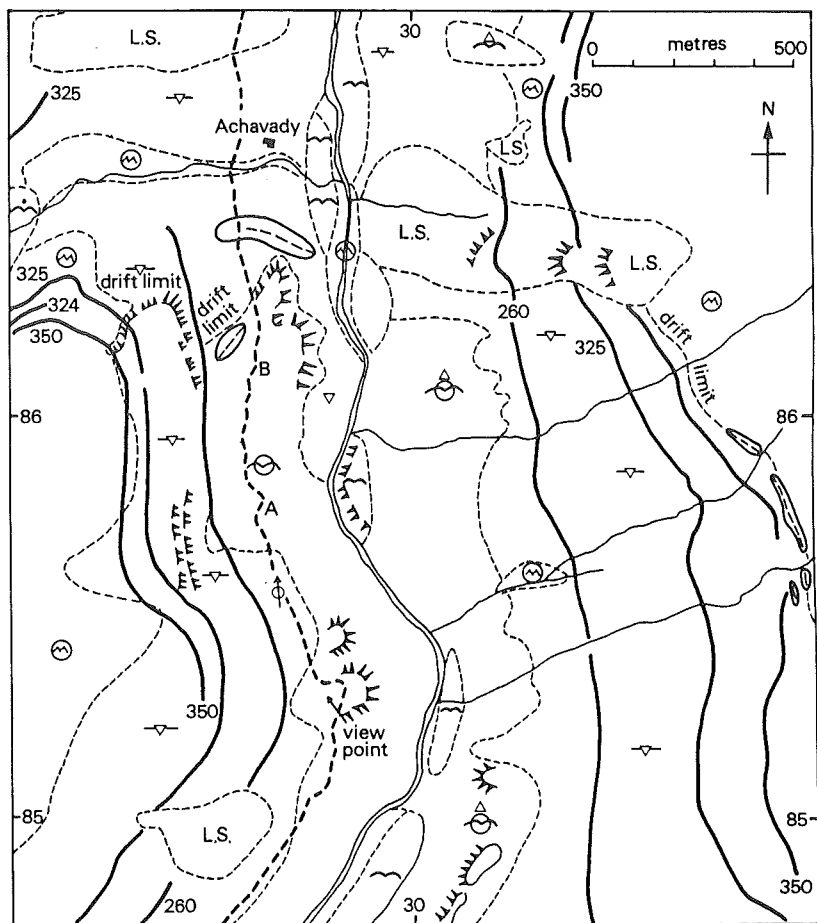 30
0 metres 500
L.S.
350
325
N
Achavady
LS
L.S.
L.S.
325
drift limit
drift limit
324
350
260
325
drift limit
B
86
86
A
350
view point
85
85
L.S.
260
30
350